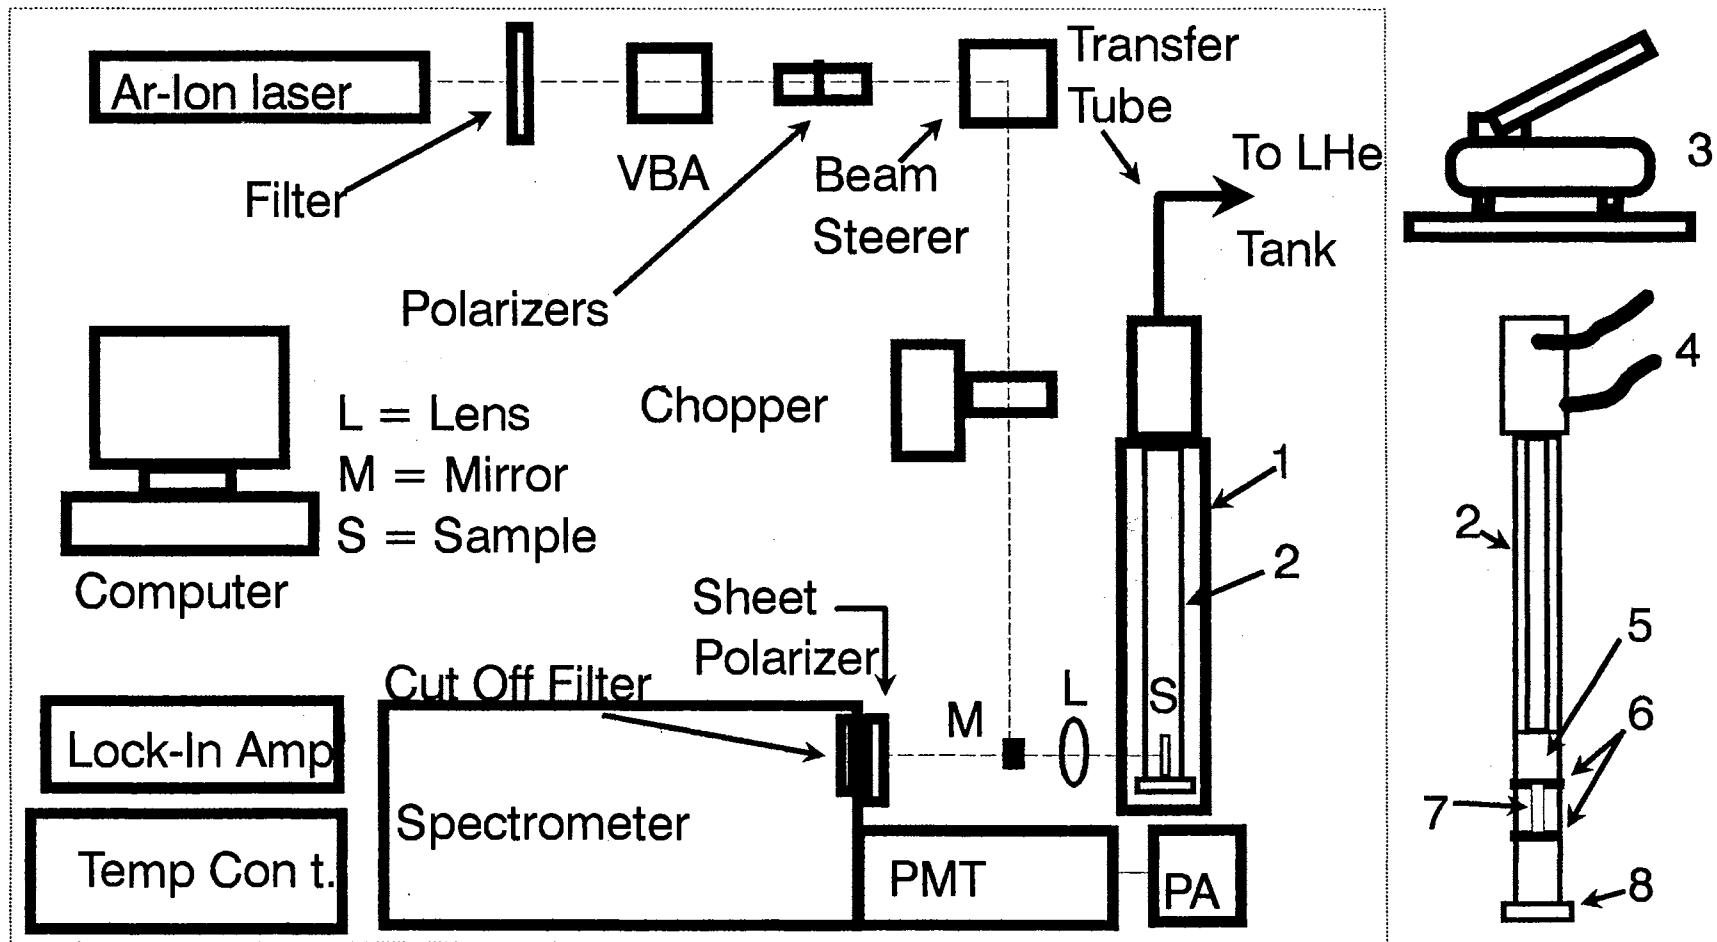 Ar-Ion laser
Filter
VBA
Polarizers
Beam
Steerer
Transfer
Tube
To LHe
Tank
Chopper
L = Lens
M = Mirror
S = Sample
Computer
Sheet
Polarizer
Cut Off Filter
M
L
S
1
2
Lock-In Amp
Temp Con t.
Spectrometer
PMT
PA
3
4
2
5
6
7
8